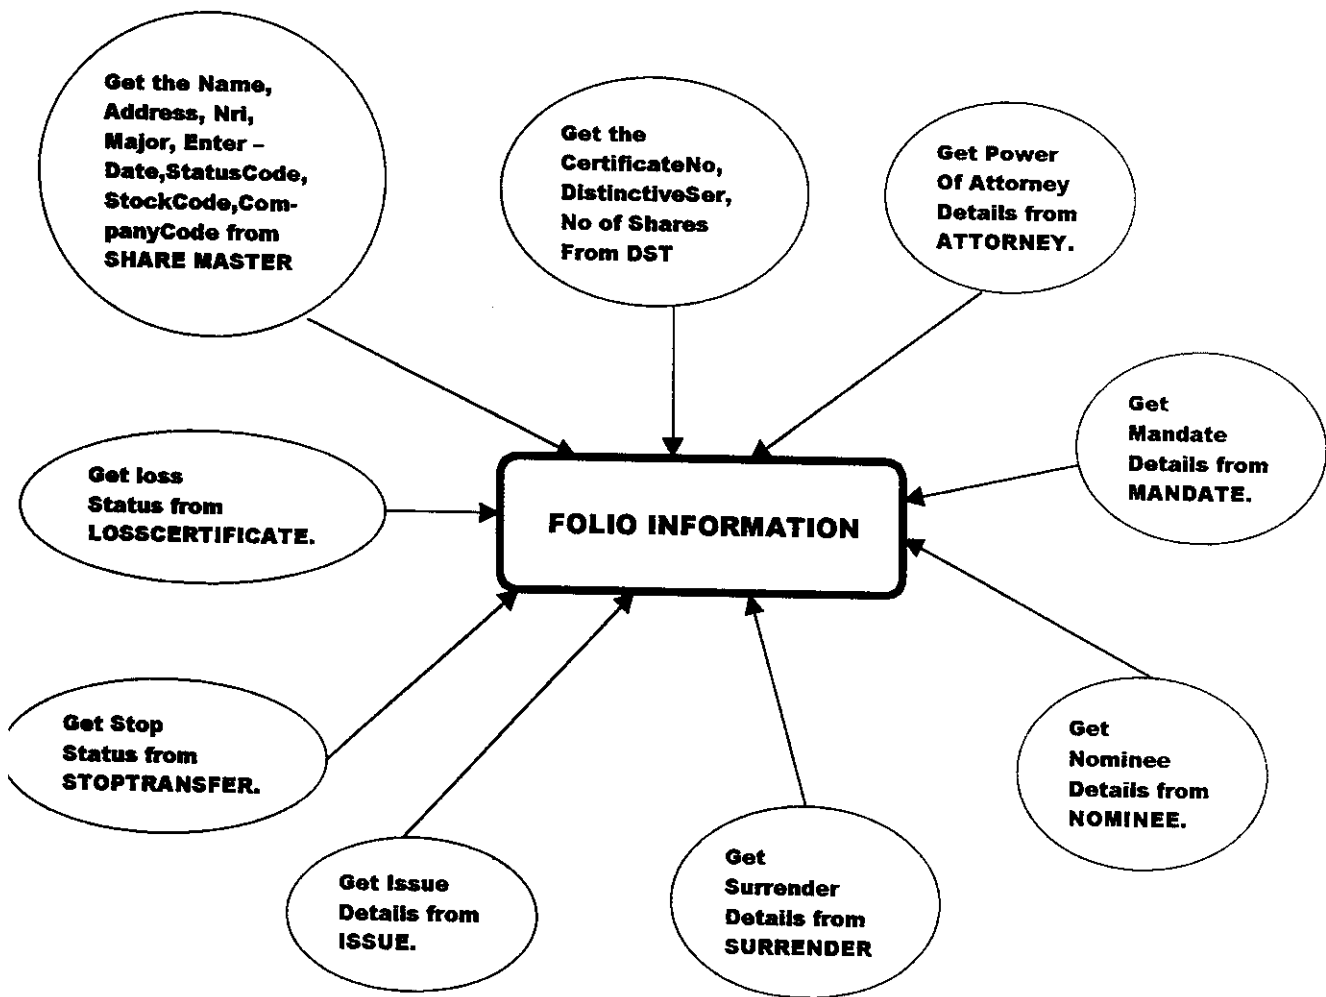 Get the Name,
Address, Nri,
Major, Enter –
Date,StatusCode,
StockCode,Com-
panyCode from
SHARE MASTER
Get the
CertificateNo,
DistinctiveSer,
No of Shares
From DST
Get Power
Of Attorney
Details from
ATTORNEY.
Get
Mandate
Details from
MANDATE.
Get loss
Status from
LOSSCERTIFICATE.
FOLIO INFORMATION
Get Stop
Status from
STOPTRANSFER.
Get
Nominee
Details from
NOMINEE.
Get Issue
Details from
ISSUE.
Get
Surrender
Details from
SURRENDER